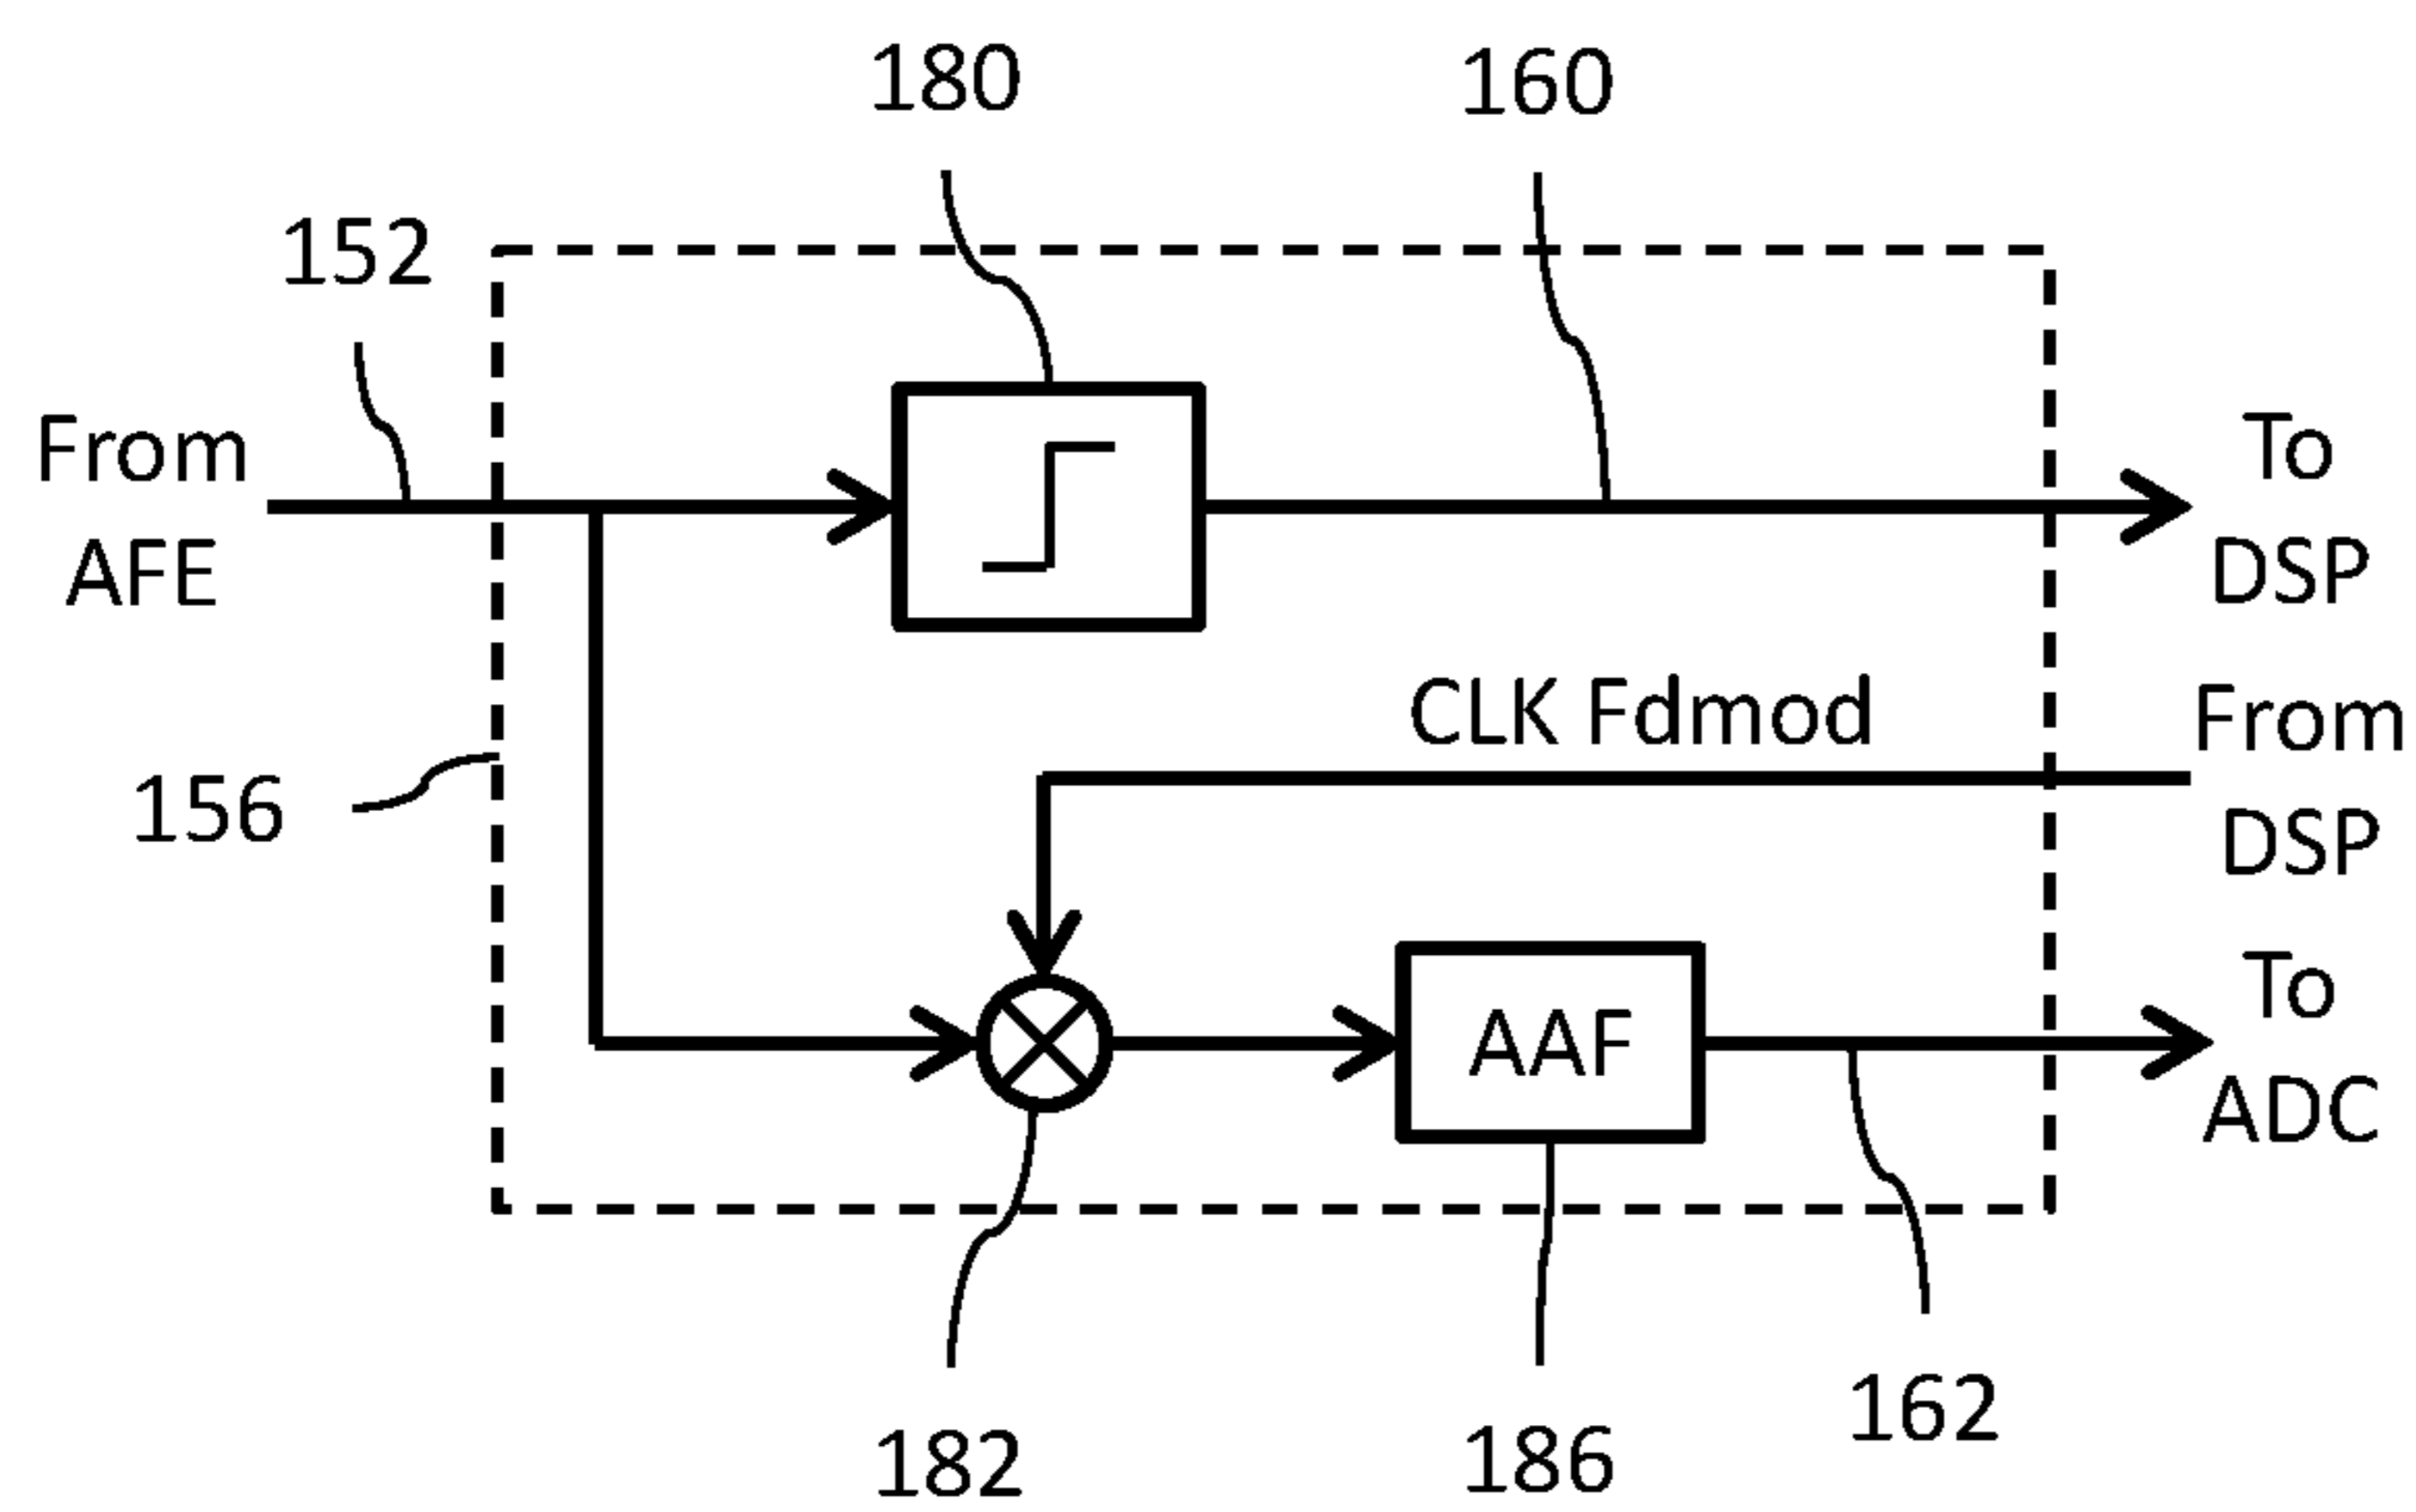 180
160
152
From
AFE
To
DSP
CLK Fdmod
From
DSP
156
AAF
To
ADC
182
186
162